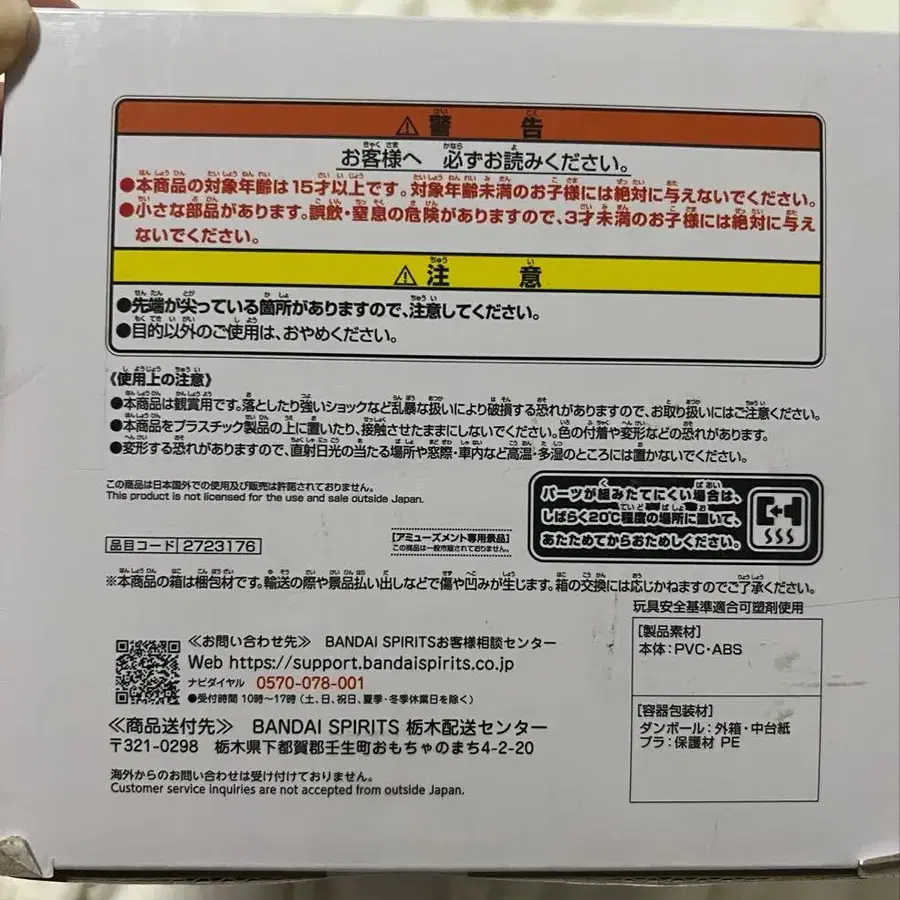 ⚠警告
お客様へ 必ずお読みください。
●本商品の対象年齢は15才以上です。対象年齢未満のお子様には絶対に与えないでください。
●小さな部品があります。誤飲・窒息の危険がありますので、3才未満のお子様には絶対に与え
ないでください。
⚠注意
●先端が尖っている箇所がありますので、注意してください。
●目的以外のご使用は、おやめください。
《使用上の注意》
●本商品は観賞用です。落としたり強いショックなど乱暴な扱いにより破損する恐れがありますので、お取り扱いにはご注意ください。
●本商品をプラスチック製品の上に置いたり、接触させたままにしないでください。色の付着や変形などの恐れがあります。
●変形する恐れがありますので、直射日光の当たる場所や窓際・車内など高温・多湿のところには置かないでください。
この商品は日本国外での使用及び販売は許諾されておりません。
This product is not licensed for the use and sale outside Japan.
パーツが組みたてにくい場合は、
しばらく20℃程度の場所に置いて、
あたためてからおためしください。
品目コード 2723176
[アミューズメント専用景品]
この商品は一般市販されておりません。
※本商品の箱は梱包材です。輸送の際や景品払い出しなどで傷や凹みが生じます。箱の交換には応じかねますのでご了承ください。
玩具安全基準適合可塑剤使用
[製品素材]
本体:PVC・ABS
[容器包装材]
ダンボール:外箱・中台紙
プラ:保護材 PE
≪お問い合わせ先≫ BANDAI SPIRITSお客様相談センター
Web https://support.bandaispirits.co.jp
ナビダイヤル 0570-078-001
●受付時間 10時〜17時(土、日、祝日、夏季・冬季休業日を除く)
≪商品送付先≫ BANDAI SPIRITS 栃木配送センター
〒321-0298 栃木県下都賀郡壬生町おもちゃのまち4-2-20
海外からのお問い合わせは受け付けておりません。
Customer service inquiries are not accepted from outside Japan.